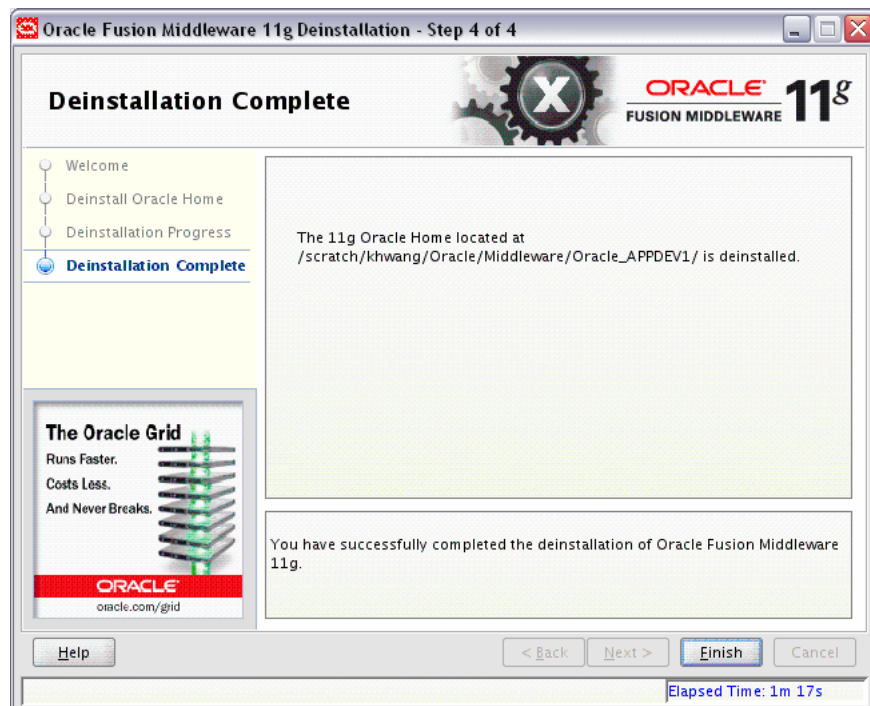 Oracle Fusion Middleware 11g Deinstallation - Step 4 of 4
Deinstallation Complete
ORACLE
FUSION MIDDLEWARE
11g
Welcome
Deinstall Oracle Home
Deinstallation Progress
Deinstallation Complete
The 11g Oracle Home located at
/scratch/khwang/Oracle/Middleware/Oracle_APPDEV1/ is deinstalled.
The Oracle Grid
Runs Faster.
Costs Less.
And Never Breaks.
ORACLE
oracle.com/grid
You have successfully completed the deinstallation of Oracle Fusion Middleware
11g.
Help
< Back
Next >
Finish
Cancel
Elapsed Time: 1m 17s